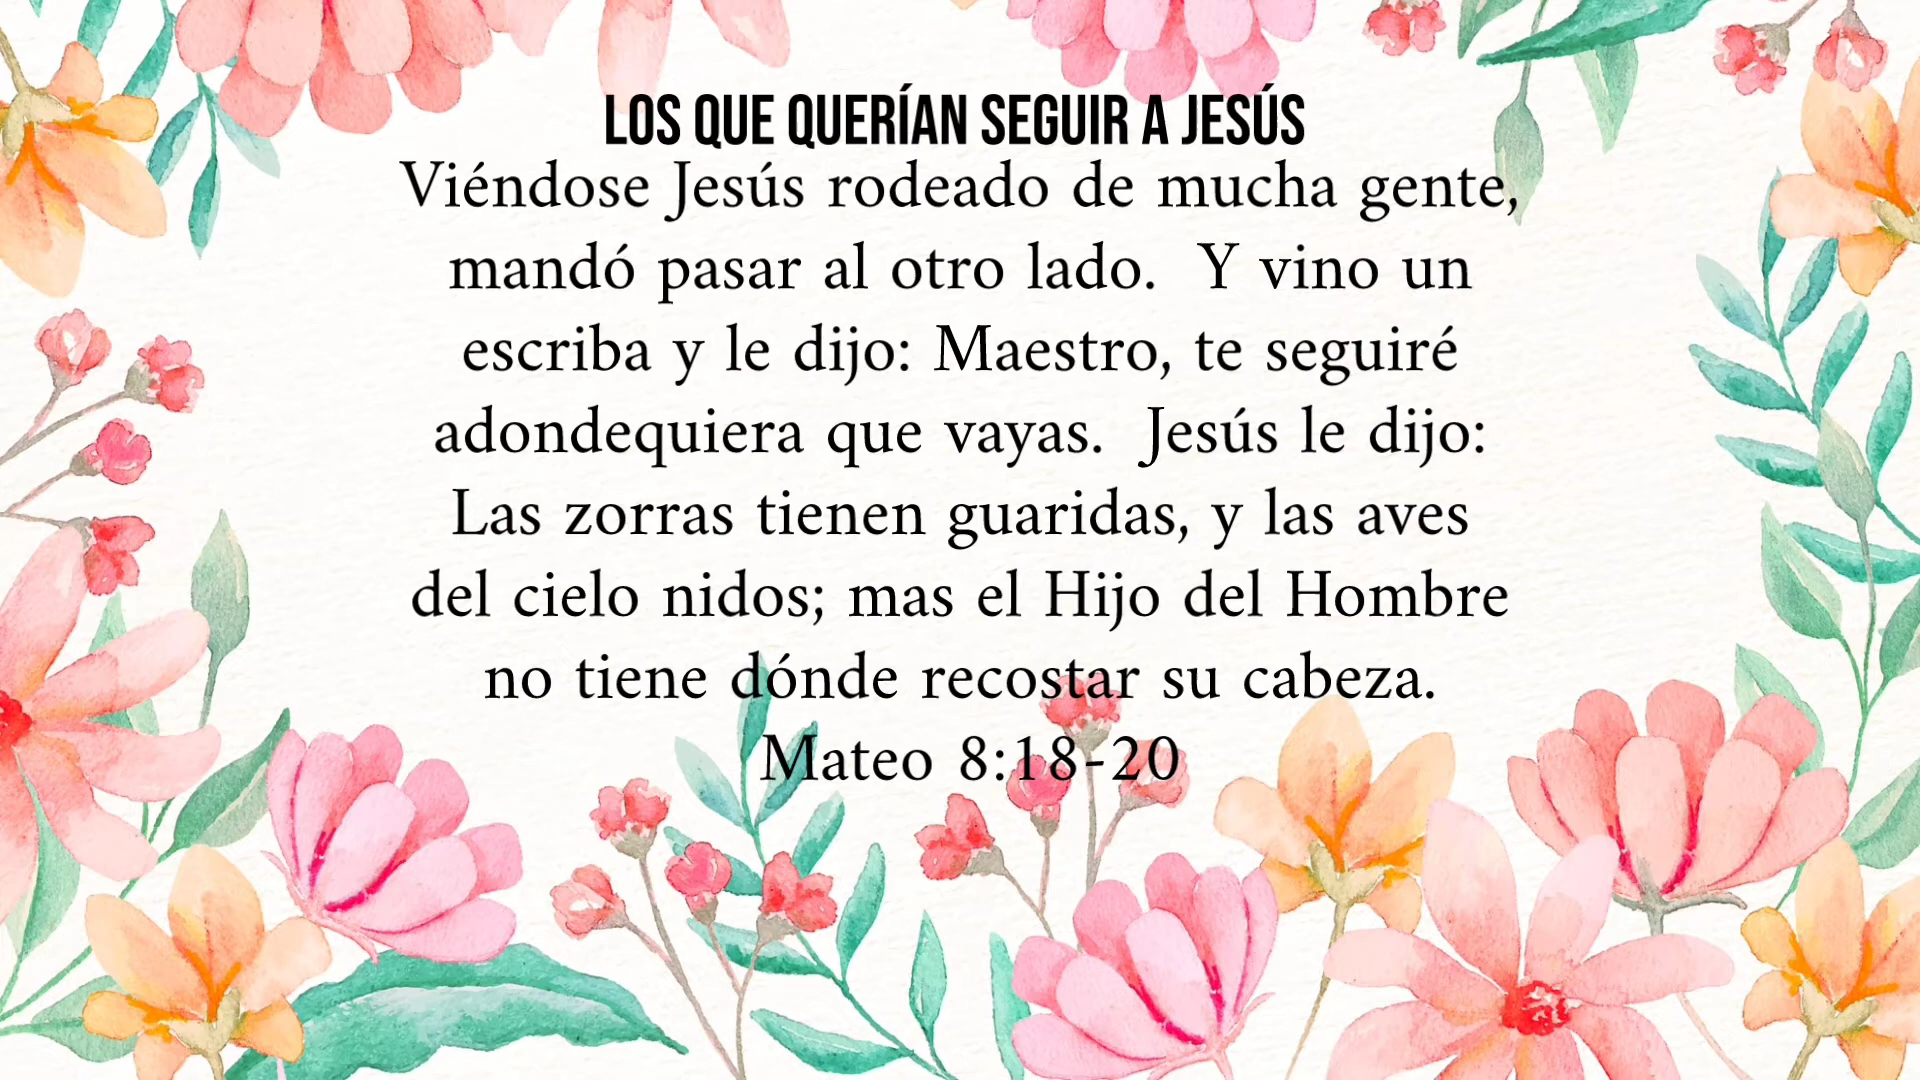 LOS QUE QUERÍAN SEGUIR A JESÚS
Viéndose Jesús rodeado de mucha gente,
mandó pasar al otro lado.  Y vino un
escriba y le dijo: Maestro, te seguiré
adondequiera que vayas.  Jesús le dijo:
Las zorras tienen guaridas, y las aves
del cielo nidos; mas el Hijo del Hombre
no tiene dónde recostar su cabeza.
Mateo 8:18-20